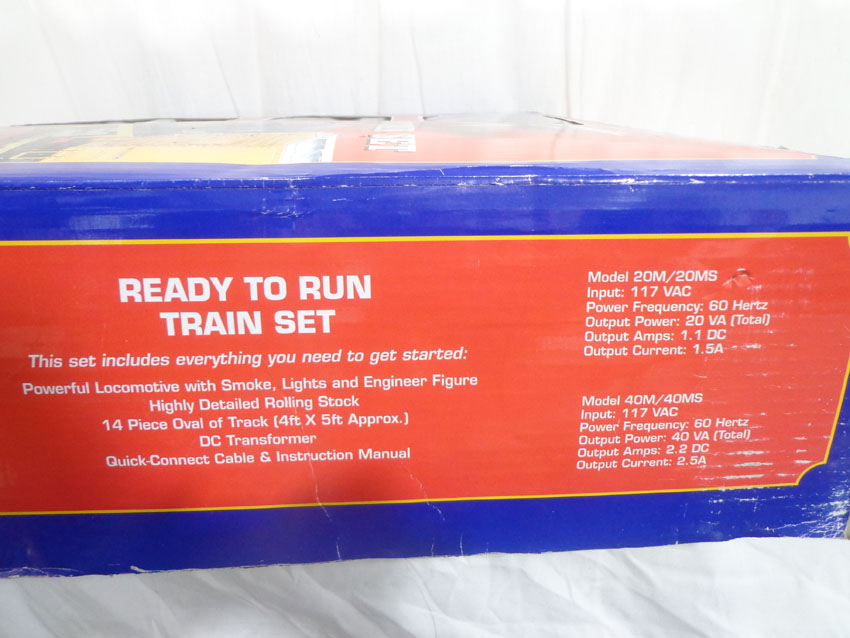 READY TO RUN
TRAIN SET
This set includes everything you need to get started:
Powerful Locomotive with Smoke, Lights and Engineer Figure
Highly Detailed Rolling Stock
14 Piece Oval of Track (4ft X 5ft Approx.)
DC Transformer
Quick-Connect Cable & Instruction Manual
Model 20M/20MS
Input: 117 VAC
Power Frequency: 60 Hertz
Output Power: 20 VA (Total)
Output Amps: 1.1 DC
Output Current: 1.5A
Model 40M/40MS
Input: 117 VAC
Power Frequency: 60 Hertz
Output Power: 40 VA (Total)
Output Amps: 2.2 DC
Output Current: 2.5A